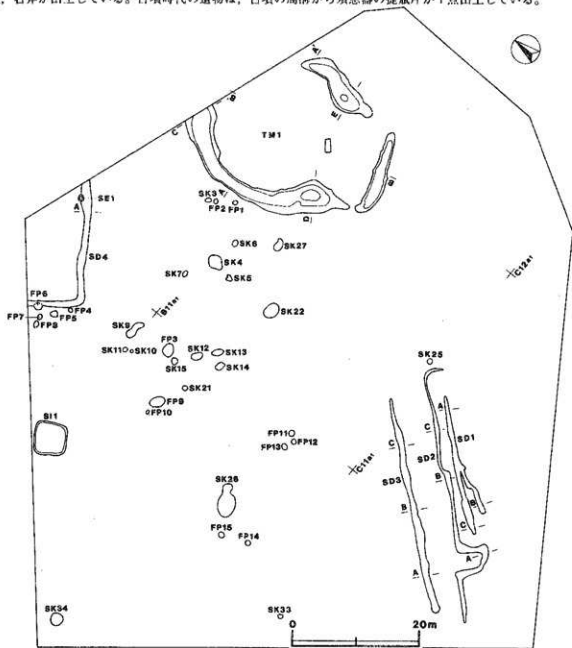 石斧が出土している。古墳時代の遺物は、古墳の周溝から須恵器の提瓶片が1点出土している。
B
A
C
TM1
E
B
SK3
FP2 FP1
D
A
SE1
SD4
SK6 SK27
SK4
SK7
SK5
C12a1
FP6
FP7 FP4
FP5
FP8
B11a1
SK22
SK9
FP3
SK11 SK10 SK12 SK13
SK15 SK14
SK25
SK21
FP9
FP10
SI1
A
SD1
C
SD2
FP11
FP12
FP13
C
SD3
C11a1
B
B
SK26
B
C
FP15 FP14
A
A
SK34
SK33
0 20m